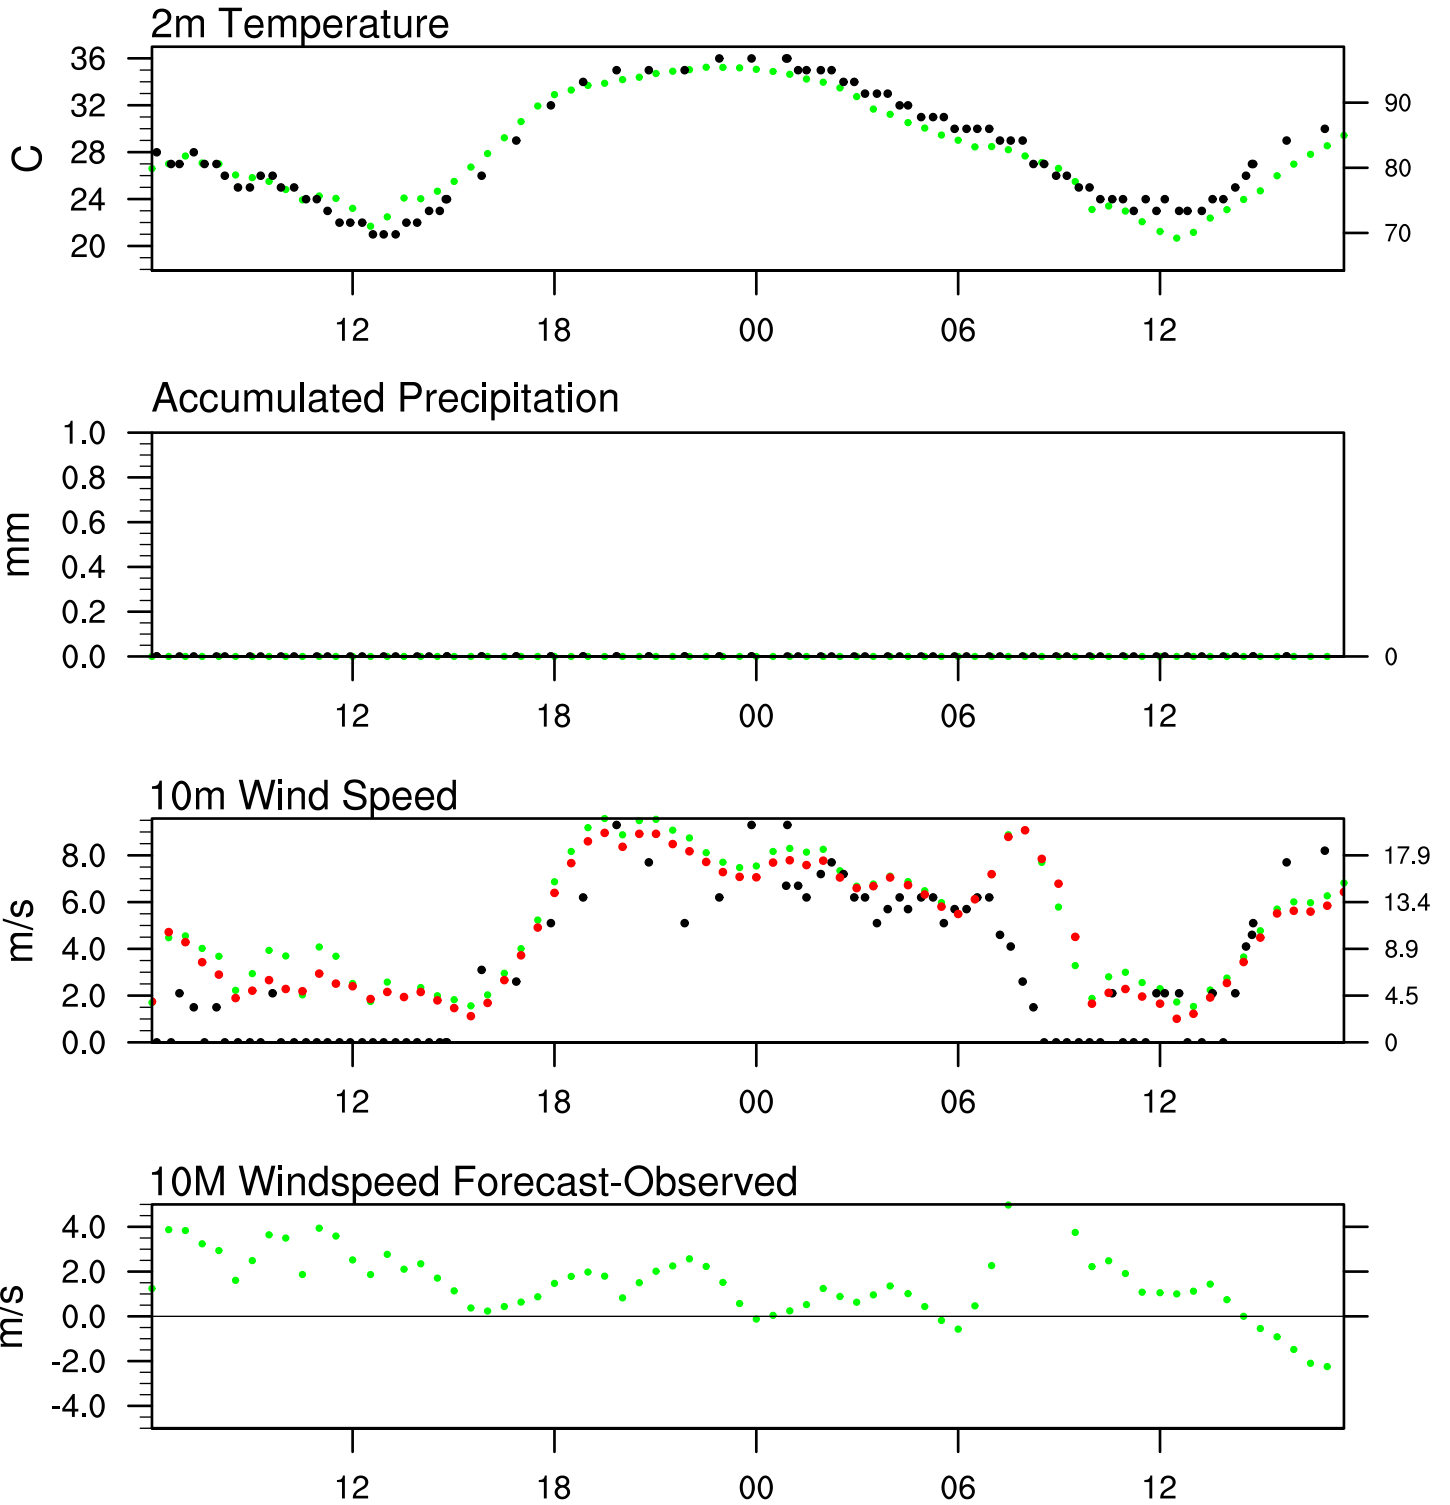 2m Temperature
36
32
28
24
20
C
90
80
70
12 18 00 06 12
Accumulated Precipitation
1.0
0.8
0.6
0.4
0.2
0.0
mm
0
12 18 00 06 12
10m Wind Speed
8.0
6.0
4.0
2.0
0.0
m/s
17.9
13.4
8.9
4.5
0
12 18 00 06 12
10M Windspeed Forecast-Observed
4.0
2.0
0.0
-2.0
-4.0
m/s
12 18 00 06 12